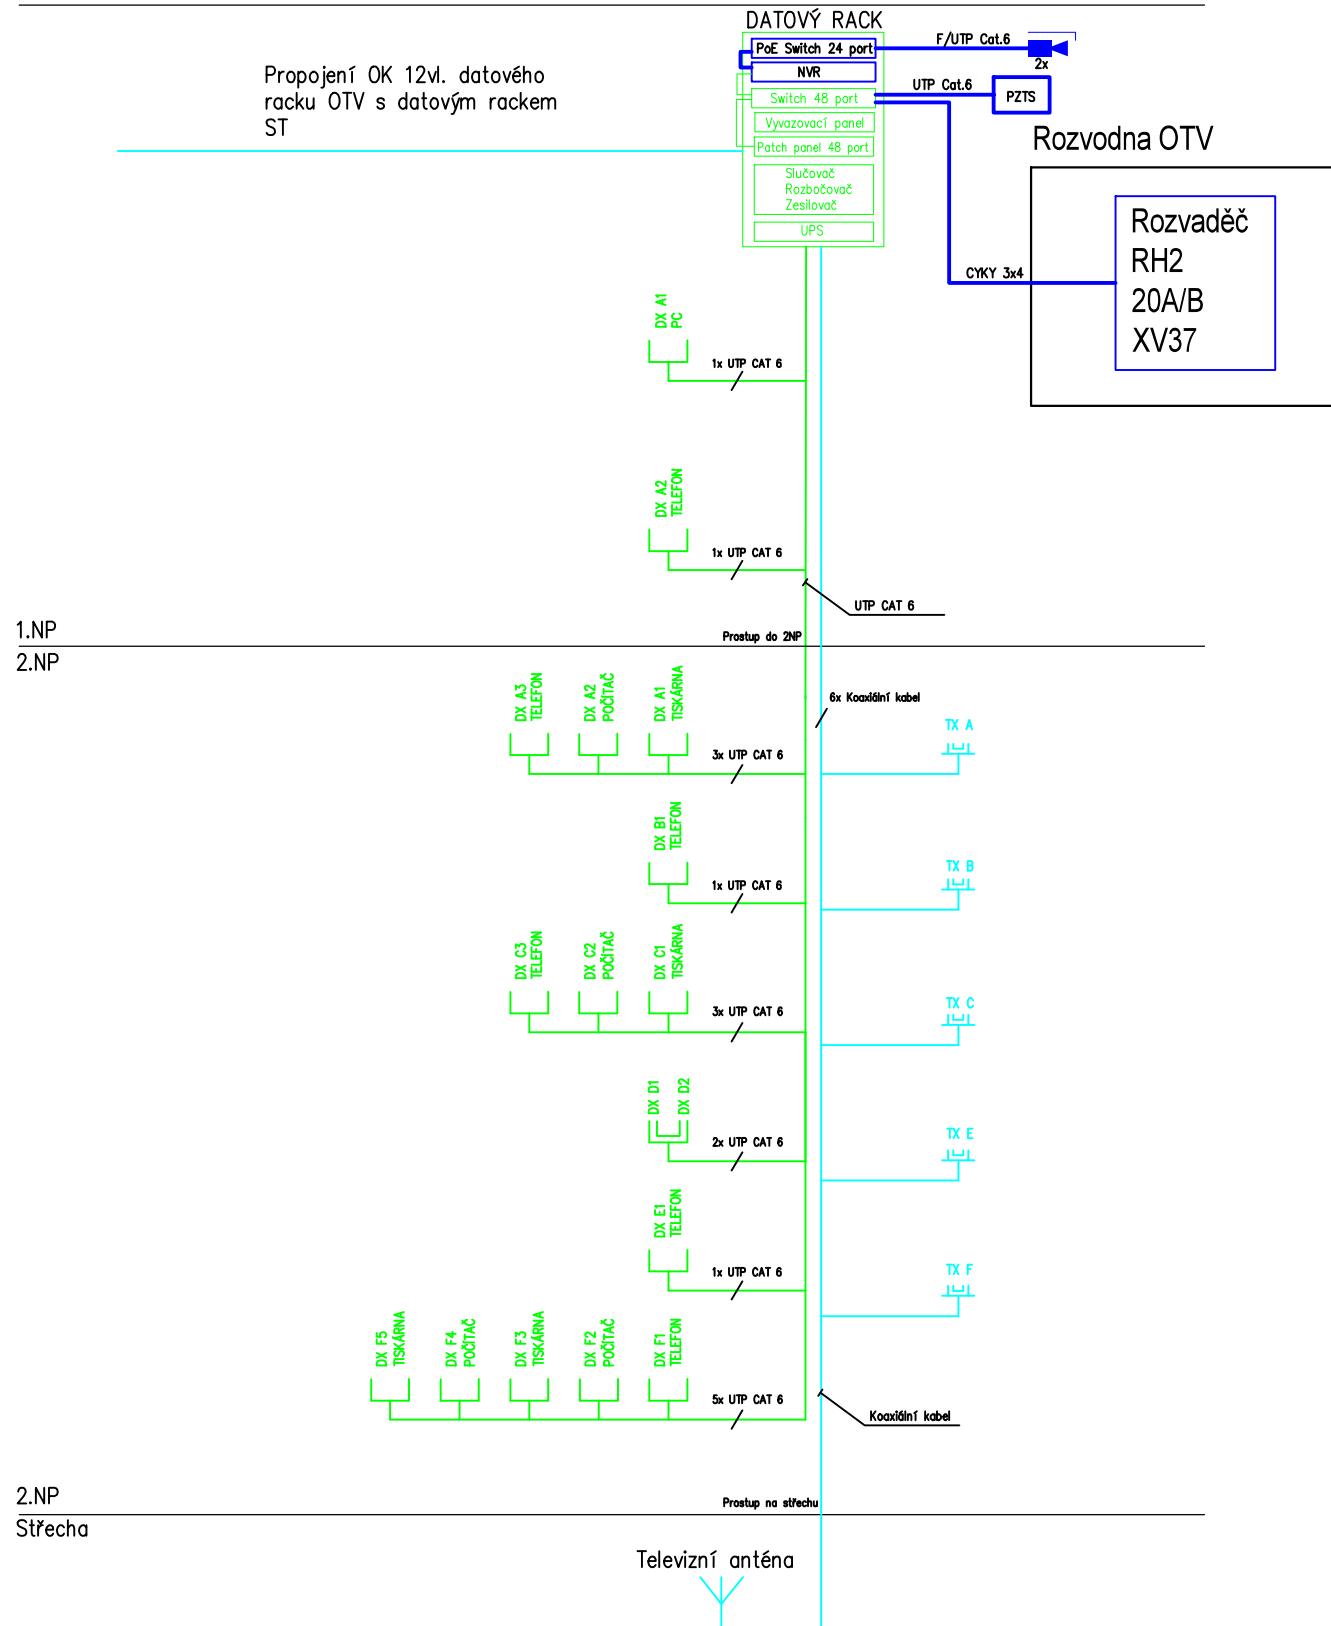 DATOVÝ RACK
PoE Switch 24 port
NVR
Switch 48 port
Vyvazovací panel
Patch panel 48 port
Slučovač
Rozbočovač
Zesilovač
UPS
F/UTP Cat.6
2x
UTP Cat.6
PZTS
Propojení OK 12vl. datového
racku OTV s datovým rackem
ST
Rozvodna OTV
Rozvaděč
RH2
20A/B
XV37
CYKY 3x4
DX A1
PC
1x UTP CAT 6
DX A2
TELEFON
1x UTP CAT 6
UTP CAT 6
1.NP
Prostup do 2NP
2.NP
DX A3
TELEFON
DX A2
POČÍTAČ
DX A1
TISKÁRNA
3x UTP CAT 6
6x Koaxiální kabel
TX A
DX B1
TELEFON
1x UTP CAT 6
TX B
DX C3
TELEFON
DX C2
POČÍTAČ
DX C1
TISKÁRNA
3x UTP CAT 6
TX C
DX D1
DX D2
2x UTP CAT 6
TX E
DX E1
TELEFON
1x UTP CAT 6
TX F
DX F5
TISKÁRNA
DX F4
POČÍTAČ
DX F3
TISKÁRNA
DX F2
POČÍTAČ
DX F1
TELEFON
5x UTP CAT 6
Koaxiální kabel
2.NP
Prostup na střechu
Střecha
Televizní anténa